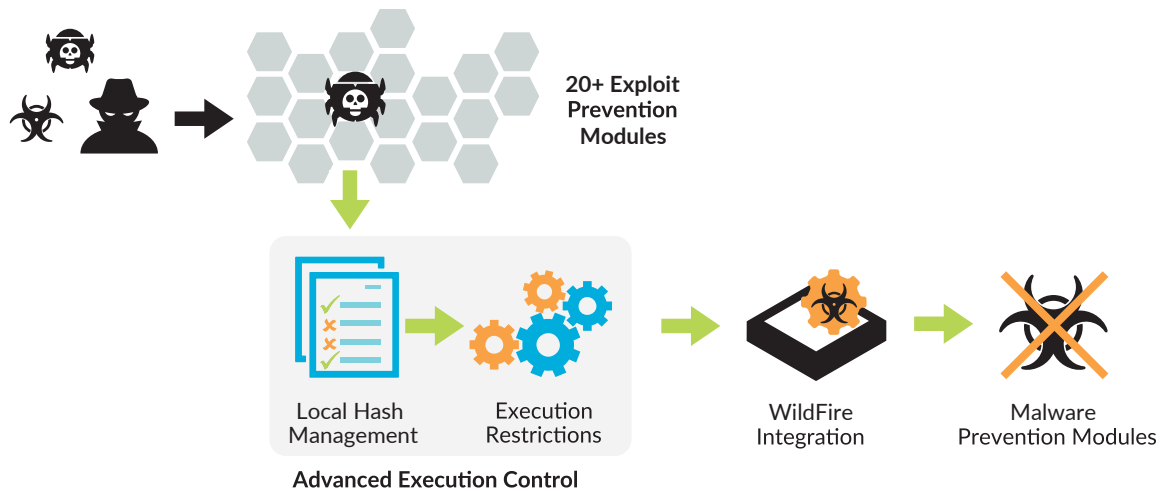 20+ Exploit
Prevention
Modules
Local Hash
Management
Execution
Restrictions
WildFire
Integration
Malware
Prevention Modules
Advanced Execution Control